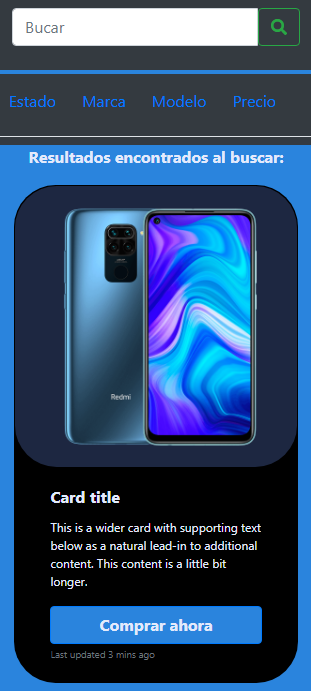 Bucar
Estado Marca Modelo Precio
Resultados encontrados al buscar:
Redmi
Card title
This is a wider card with supporting text
below as a natural lead-in to additional
content. This content is a little bit
longer.
Comprar ahora
Last updated 3 mins ago